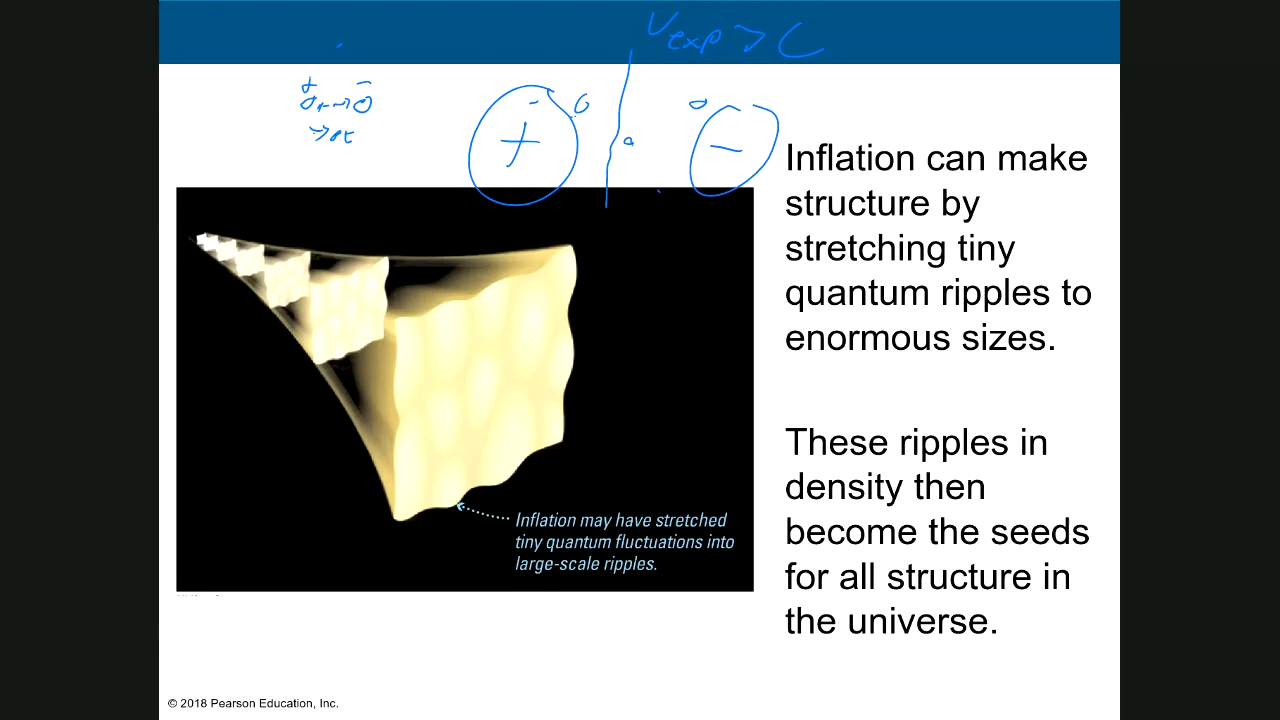 Vexp > C
+ -
+ -
Inflation can make
structure by
stretching tiny
quantum ripples to
enormous sizes.
These ripples in
density then
become the seeds
for all structure in
the universe.
Inflation may have stretched
tiny quantum fluctuations into
large-scale ripples.
© 2018 Pearson Education, Inc.